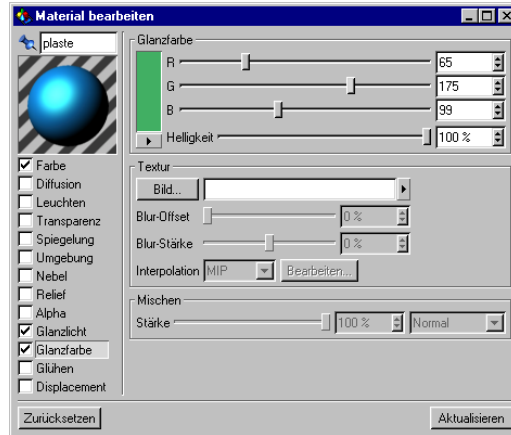 Material bearbeiten
plaste
Glanzfarbe
R 65
G 175
B 99
Helligkeit 100 %
Farbe
Diffusion
Leuchten
Transparenz
Spiegelung
Umgebung
Nebel
Relief
Alpha
Glanzlicht
Glanzfarbe
Glühen
Displacement
Textur
Bild...
Blur-Offset 0 %
Blur-Stärke 0 %
Interpolation MIP Bearbeiten...
Mischen
Stärke 100 % Normal
Zurücksetzen
Aktualisieren